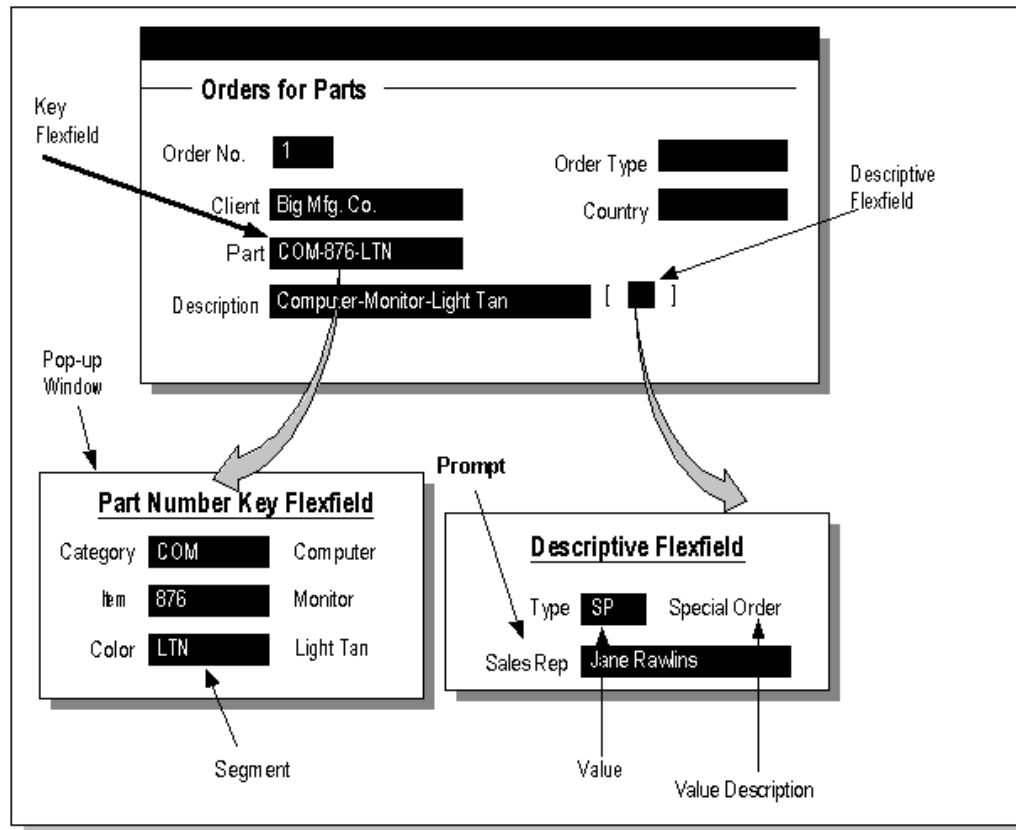 Orders for Parts
Key
Flexfield
Order No. 1
Order Type
Descriptive
Flexfield
Client Big Mfg. Co.
Country
Part COM-876-LTN
Description Computer-Monitor-Light Tan [ ]
Pop-up
Window
Prompt
Part Number Key Flexfield
Category COM Computer
Item 876 Monitor
Color LTN Light Tan
Descriptive Flexfield
Type SP Special Order
Sales Rep Jane Rawlins
Segment
Value
Value Description